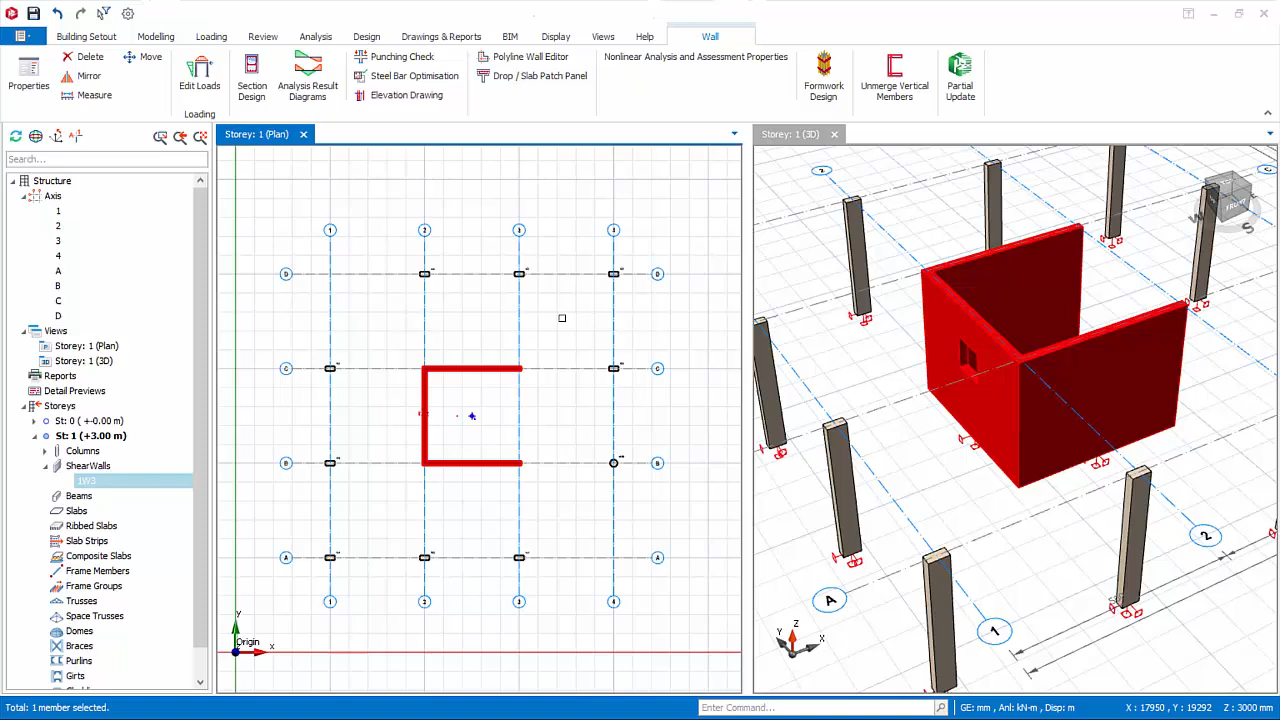 Building Setout
Modelling
Loading
Review
Analysis
Design
Drawings & Reports
BIM
Display
Views
Help
Wall
Properties
Delete
Mirror
Measure
Move
Edit Loads
Loading
Section Design
Analysis Result Diagrams
Punching Check
Steel Bar Optimisation
Elevation Drawing
Polyline Wall Editor
Drop / Slab Patch Panel
Nonlinear Analysis and Assessment Properties
Formwork Design
Unmerge Vertical Members
Partial Update
Search...
Structure
Axis
1
2
3
4
A
B
C
D
Views
Storey: 1 (Plan)
Storey: 1 (3D)
Reports
Detail Previews
Storeys
St: 0 (+-0.00 m)
St: 1 (+3.00 m)
Columns
ShearWalls
1W3
Beams
Slabs
Ribbed Slabs
Slab Strips
Composite Slabs
Frame Members
Frame Groups
Trusses
Space Trusses
Domes
Braces
Purlins
Girts
Storey: 1 (Plan)
1
2
3
4
D
D
C
C
B
B
A
A
1
2
3
4
y
Origin
x
Storey: 1 (3D)
2
FRONT
W
S
A
1
2
Z
Y
X
Total: 1 member selected.
Enter Command...
GE: mm , Anl: kN-m , Disp: m
X : 17950 , Y : 19292
Z : 3000 mm